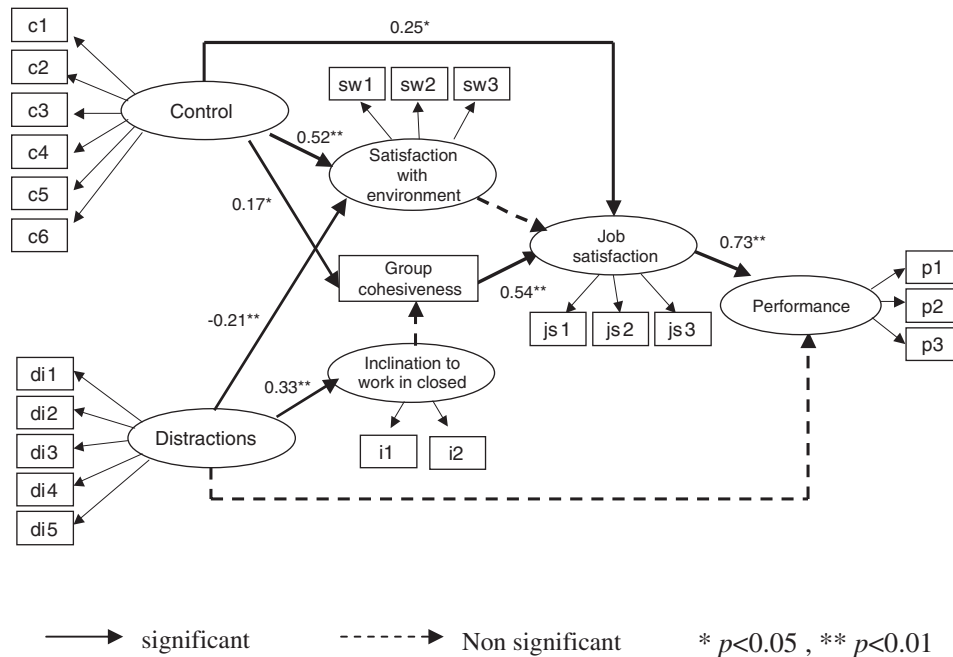 c1
c2
c3
c4
c5
c6
Control
0.25*
sw1 sw2 sw3
0.52**
Satisfaction
with
environment
0.17*
Job
satisfaction
0.73**
Group
cohesiveness
0.54**
-0.21**
js1 js2 js3
Performance
p1
p2
p3
Inclination to
work in closed
0.33**
i1 i2
di1
di2
di3
di4
di5
Distractions
significant Non significant * p<0.05 , ** p<0.01